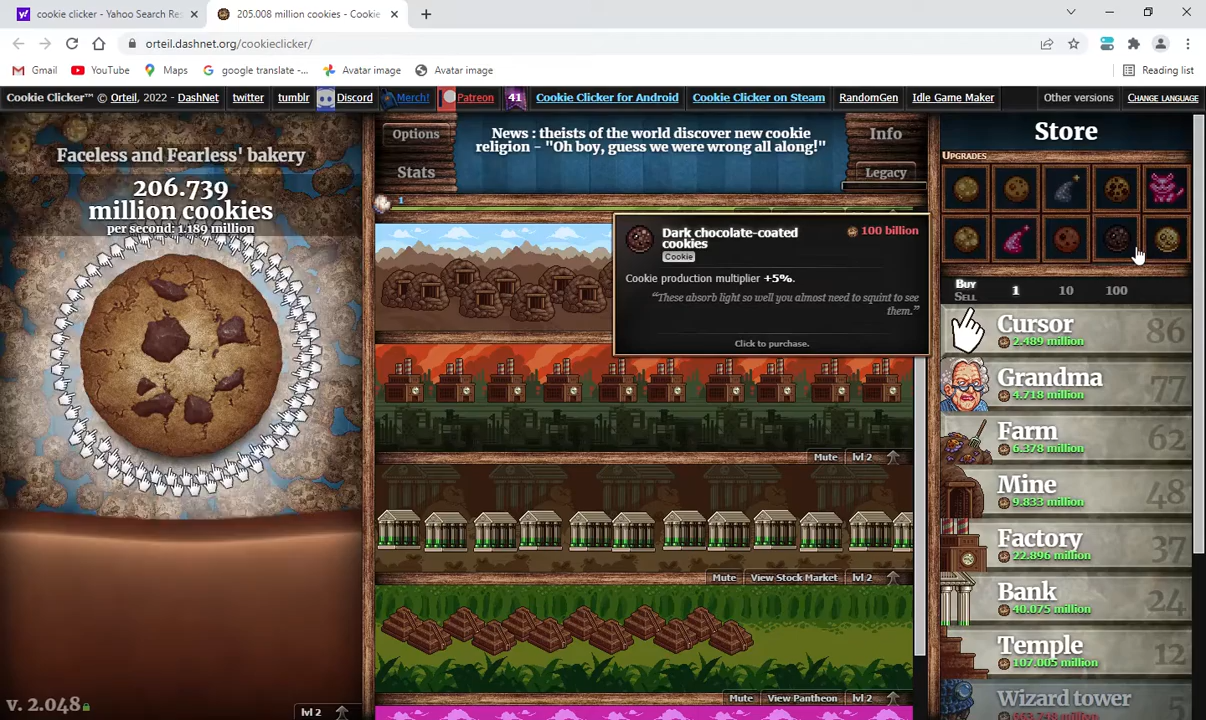 cookie clicker - Yahoo Search Re
205.008 million cookies - Cookie
orteil.dashnet.org/cookieclicker/
Gmail
YouTube
Maps
google translate -...
Avatar image
Avatar image
Reading list
Cookie Clicker™ © Orteil, 2022 - DashNet
twitter
tumblr
Discord
Merch!
Patreon
41
Cookie Clicker for Android
Cookie Clicker on Steam
RandomGen
Idle Game Maker
Other versions
CHANGE LANGUAGE
Faceless and Fearless' bakery
206.739
million cookies
per second: 1.189 million
v. 2.048
lvl 2
Options
Stats
News : theists of the world discover new cookie
religion - "Oh boy, guess we were wrong all along!"
Info
Legacy
1
Dark chocolate-coated
cookies
100 billion
Cookie
Cookie production multiplier +5%.
"These absorb light so well you almost need to squint to see
them."
Click to purchase.
Mute
lvl 2
Mute
View Stock Market
lvl 2
Mute
View Pantheon
lvl 2
Store
UPGRADES
BUY
SELL
1
10
100
Cursor
2.489 million
86
Grandma
4.718 million
77
Farm
6.378 million
62
Mine
9.833 million
48
Factory
22.896 million
37
Bank
40.075 million
24
Temple
107.005 million
12
Wizard tower
5